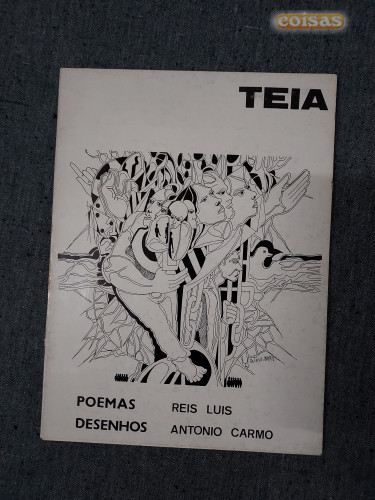 coisas
TEIA
POEMAS REIS LUIS
DESENHOS ANTONIO CARMO